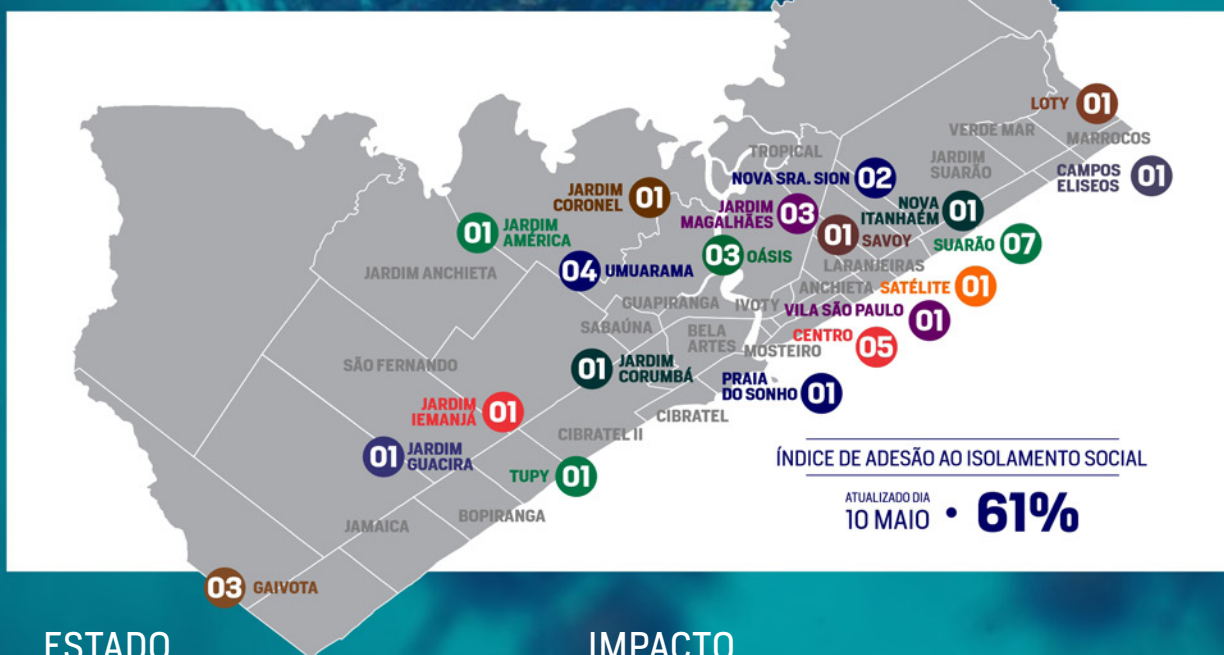 LOTY 01
VERDE MAR
MARROCOS
TROPICAL
JARDIM
SUARÃO
CAMPOS
ELISEOS 01
NOVA SRA. SION 02
JARDIM
CORONEL 01
JARDIM
MAGALHÃES 03
NOVA
ITANHAÉM 01
01 JARDIM
AMÉRICA
01 SAVOY
SUARÃO 07
03 OÁSIS
LARANJEIRAS
JARDIM ANCHIETA
04 UMUARAMA
ANCHIETA
SATÉLITE 01
GUAPIRANGA
IVOTY
VILA SÃO PAULO 01
SABAÚNA
BELA
ARTES
MOSTEIRO
CENTRO 05
SÃO FERNANDO
01 JARDIM
CORUMBÁ
PRAIA
DO SONHO 01
JARDIM
IEMANJÁ 01
CIBRATEL
CIBRATEL II
01 JARDIM
GUACIRA
TUPY 01
ÍNDICE DE ADESÃO AO ISOLAMENTO SOCIAL
ATUALIZADO DIA
10 MAIO • 61%
JAMAICA
BOPIRANGA
03 GAIVOTA
ESTADO
IMPACTO